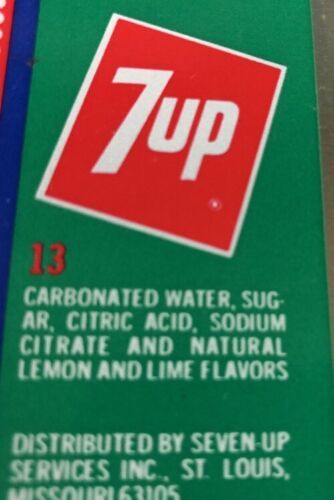 7up
®
13
CARBONATED WATER, SUG-
AR, CITRIC ACID, SODIUM
CITRATE AND NATURAL
LEMON AND LIME FLAVORS
DISTRIBUTED BY SEVEN-UP
SERVICES INC., ST. LOUIS,
MISSOURI 63105